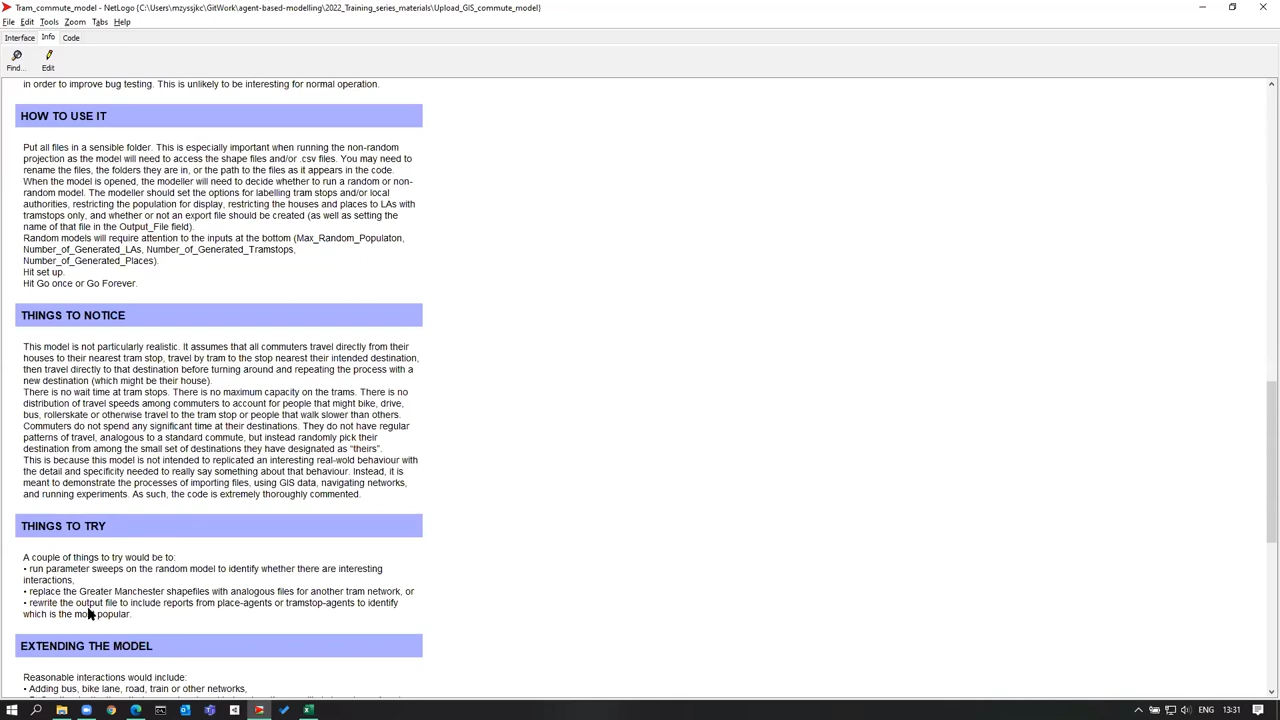 Tram_commute_model - NetLogo {C:\Users\mzyssjkc\GitWork\agent-based-modelling\2022_Training_series_materials\Upload_GIS_commute_model}
File Edit Tools Zoom Tabs Help
Interface Info Code
Find... Edit
in order to improve bug testing. This is unlikely to be interesting for normal operation.
HOW TO USE IT
Put all files in a sensible folder. This is especially important when running the non-random
projection as the model will need to access the shape files and/or .csv files. You may need to
rename the files, the folders they are in, or the path to the files as it appears in the code.
When the model is opened, the modeller will need to decide whether to run a random or non-
random model. The modeller should set the options for labelling tram stops and/or local
authorities, restricting the population for display, restricting the houses and places to LAs with
tramstops only, and whether or not an export file should be created (as well as setting the
name of that file in the Output_File field).
Random models will require attention to the inputs at the bottom (Max_Random_Populaton,
Number_of_Generated_LAs, Number_of_Generated_Tramstops,
Number_of_Generated_Places).
Hit set up.
Hit Go once or Go Forever.
THINGS TO NOTICE
This model is not particularly realistic. It assumes that all commuters travel directly from their
houses to their nearest tram stop, travel by tram to the stop nearest their intended destination,
then travel directly to that destination before turning around and repeating the process with a
new destination (which might be their house).
There is no wait time at tram stops. There is no maximum capacity on the trams. There is no
distribution of travel speeds among commuters to account for people that might bike, drive,
bus, rollerskate or otherwise travel to the tram stop or people that walk slower than others.
Commuters do not spend any significant time at their destinations. They do not have regular
patterns of travel, analogous to a standard commute, but instead randomly pick their
destination from among the small set of destinations they have designated as "theirs".
This is because this model is not intended to replicated an interesting real-wold behaviour with
the detail and specificity needed to really say something about that behaviour. Instead, it is
meant to demonstrate the processes of importing files, using GIS data, navigating networks,
and running experiments. As such, the code is extremely thoroughly commented.
THINGS TO TRY
A couple of things to try would be to:
• run parameter sweeps on the random model to identify whether there are interesting
interactions,
• replace the Greater Manchester shapefiles with analogous files for another tram network, or
• rewrite the output file to include reports from place-agents or tramstop-agents to identify
which is the most popular.
EXTENDING THE MODEL
Reasonable interactions would include:
• Adding bus, bike lane, road, train or other networks,
ENG 13:31